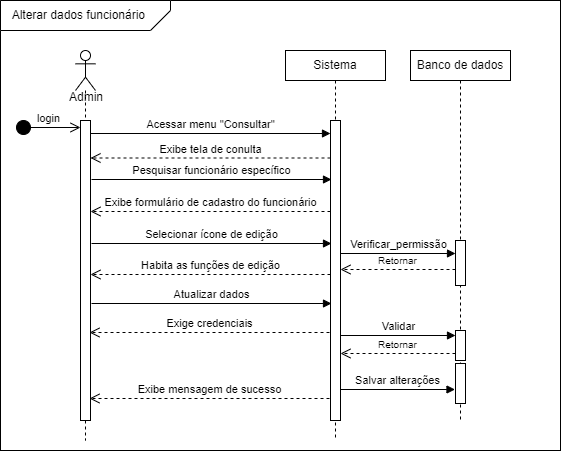 Alterar dados funcionário
Sistema
Banco de dados
Admin
login
Acessar menu "Consultar"
Exibe tela de conulta
Pesquisar funcionário específico
Exibe formulário de cadastro do funcionário
Selecionar ícone de edição
Verificar_permissão
Retornar
Habita as funções de edição
Atualizar dados
Exige credenciais
Validar
Retornar
Salvar alterações
Exibe mensagem de sucesso